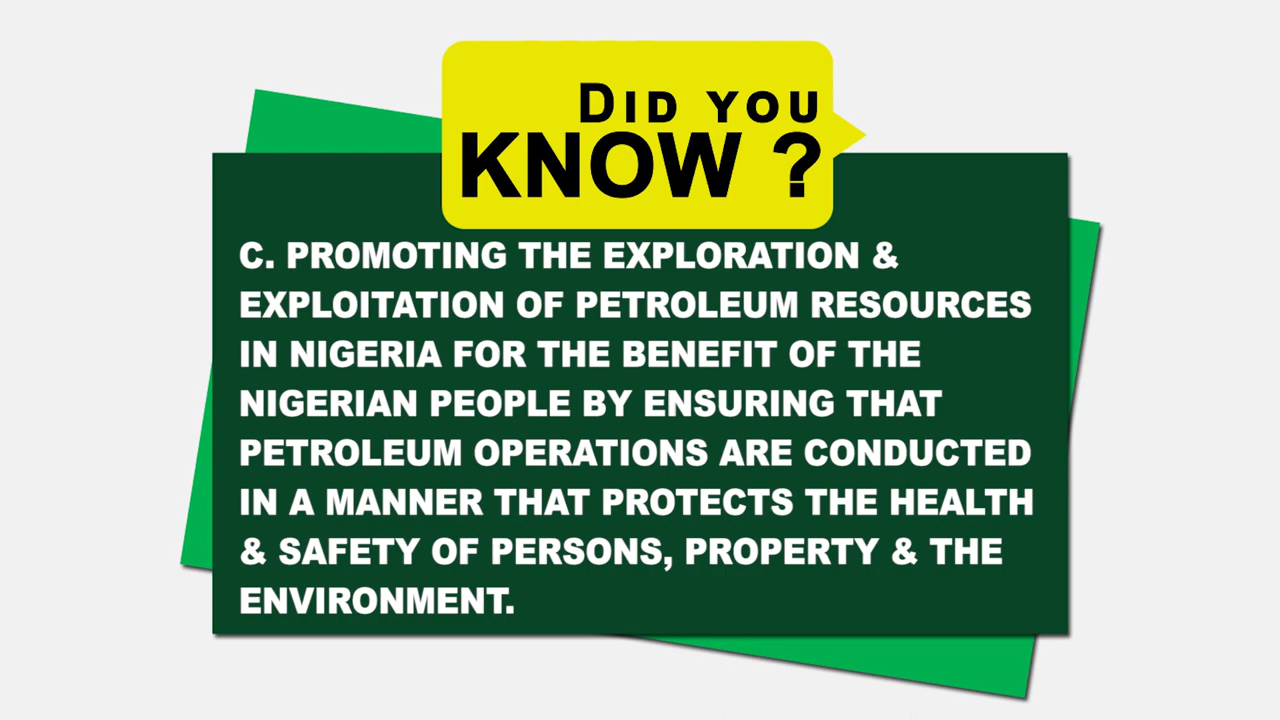 DID YOU
KNOW ?
C. PROMOTING THE EXPLORATION &
EXPLOITATION OF PETROLEUM RESOURCES
IN NIGERIA FOR THE BENEFIT OF THE
NIGERIAN PEOPLE BY ENSURING THAT
PETROLEUM OPERATIONS ARE CONDUCTED
IN A MANNER THAT PROTECTS THE HEALTH
& SAFETY OF PERSONS, PROPERTY & THE
ENVIRONMENT.